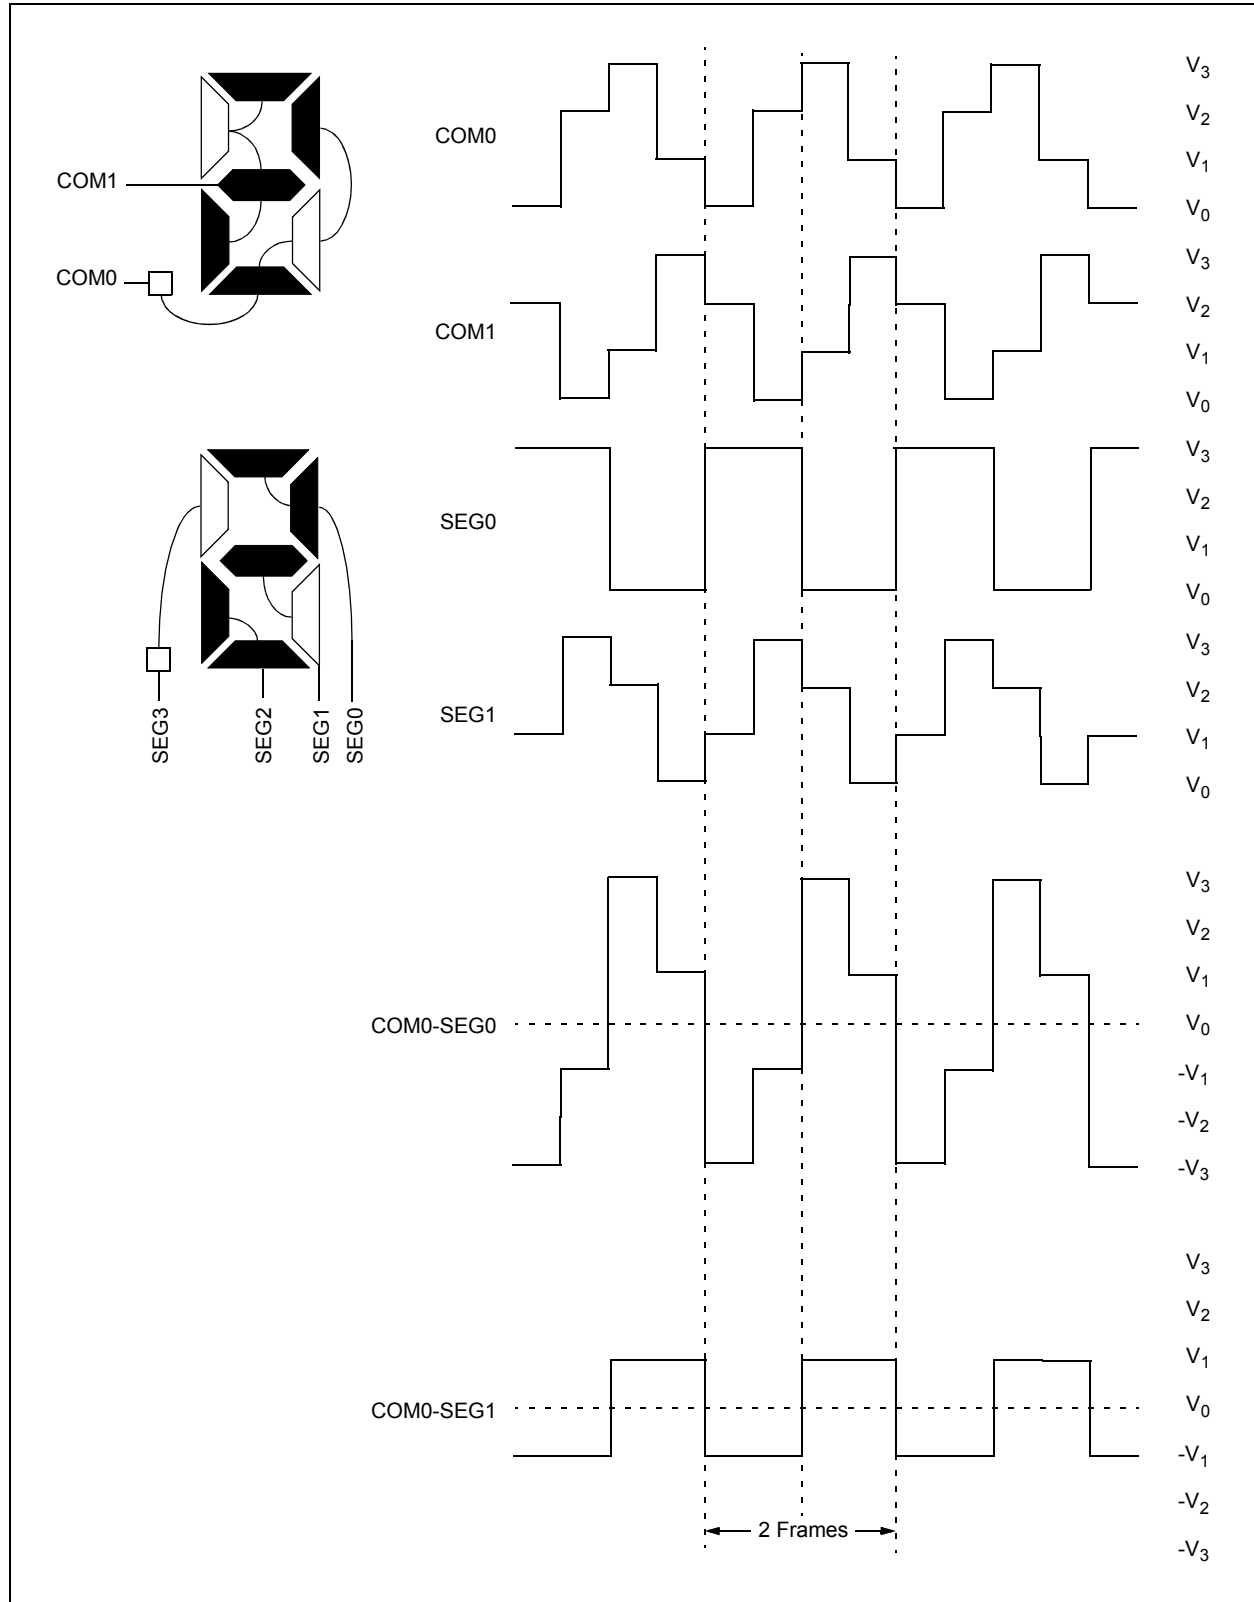 COM1
COM0
SEG3
SEG2
SEG1
SEG0
COM0
V3
V2
V1
V0
COM1
V3
V2
V1
V0
SEG0
V3
V2
V1
V0
SEG1
V3
V2
V1
V0
COM0-SEG0
V3
V2
V1
V0
-V1
-V2
-V3
COM0-SEG1
V3
V2
V1
V0
-V1
-V2
-V3
2 Frames